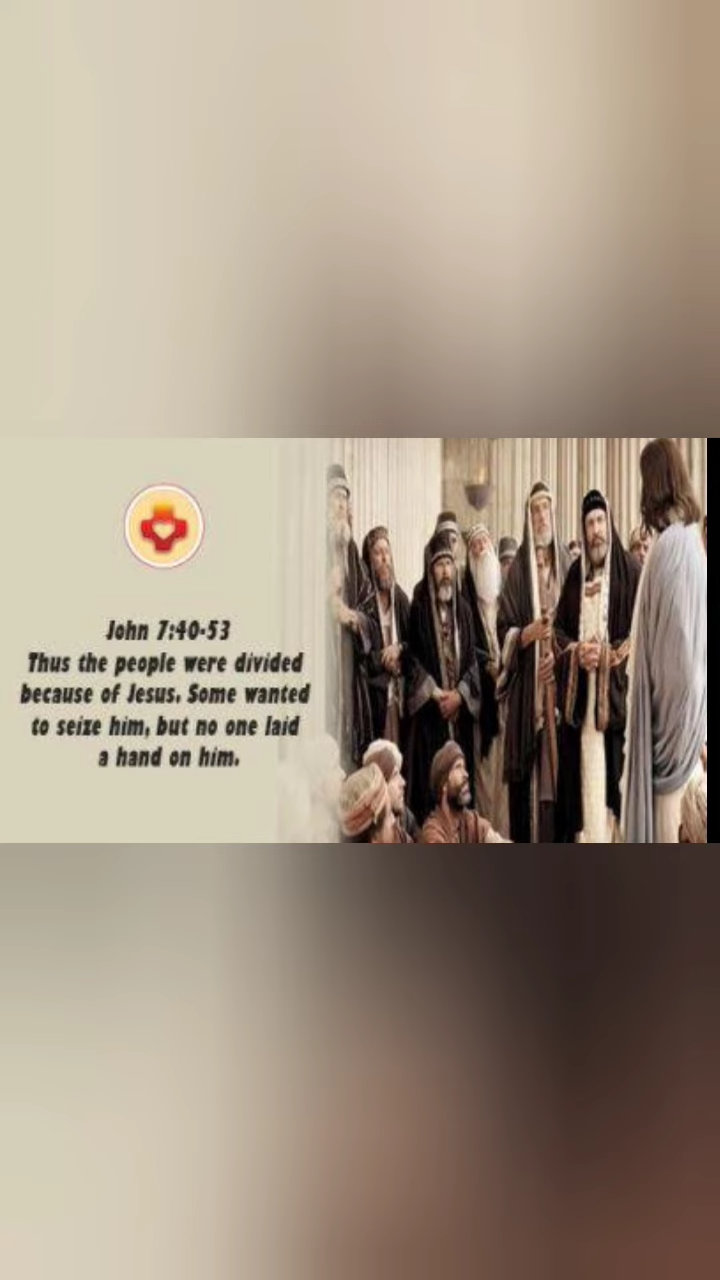 John 7:40-53
Thus the people were divided
because of Jesus. Some wanted
to seize him, but no one laid
a hand on him.